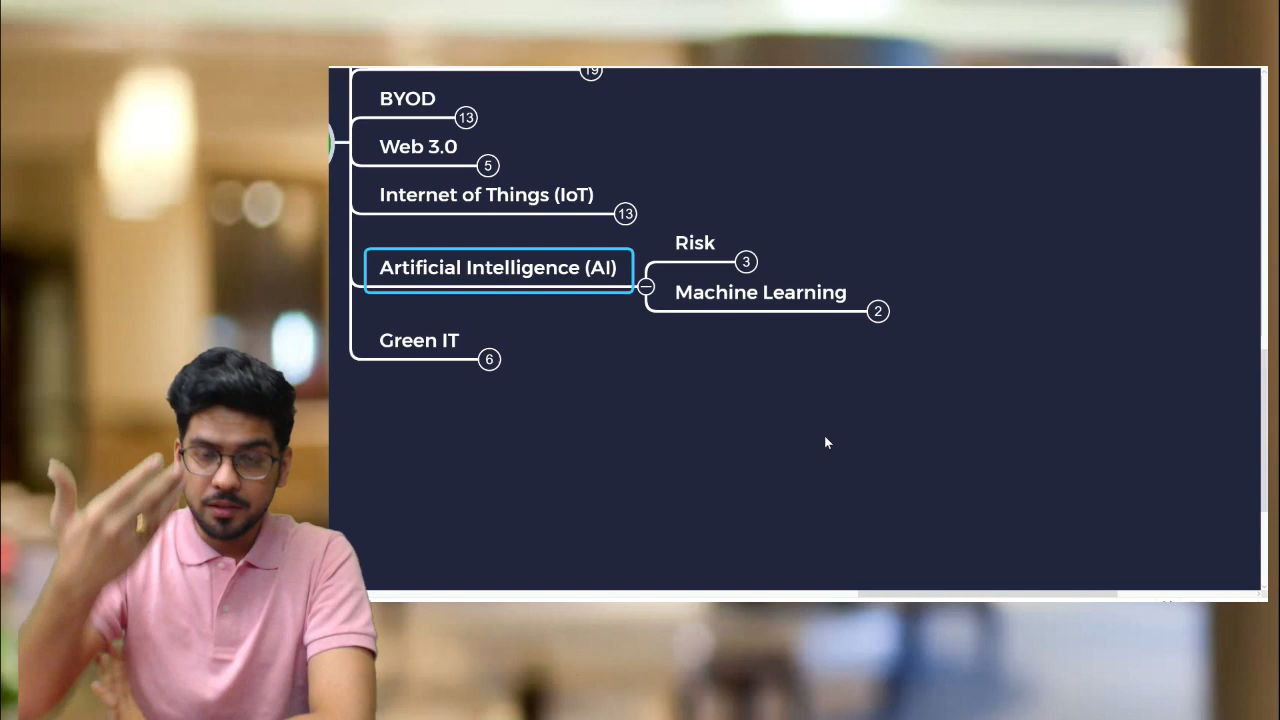 19
BYOD
13
Web 3.0
5
Internet of Things (IoT)
13
Risk
3
Artificial Intelligence (AI)
Machine Learning
2
Green IT
6